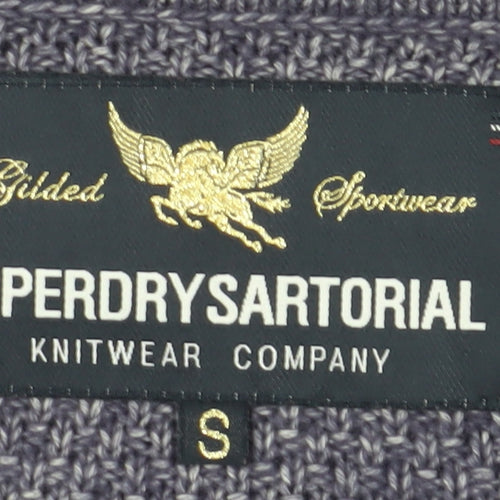 Gilded Sportwear
PERDRYSARTORIAL
KNITWEAR COMPANY
S